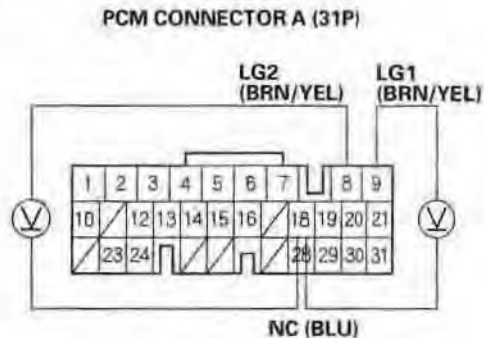 PCM CONNECTOR A (31P)
LG2 LG1
(BRN/YEL) (BRN/YEL)
1 2 3 4 5 6 7 8 9
V 10 12 13 14 15 16 18 19 20 21 V
23 24 28 29 30 31
NC (BLU)